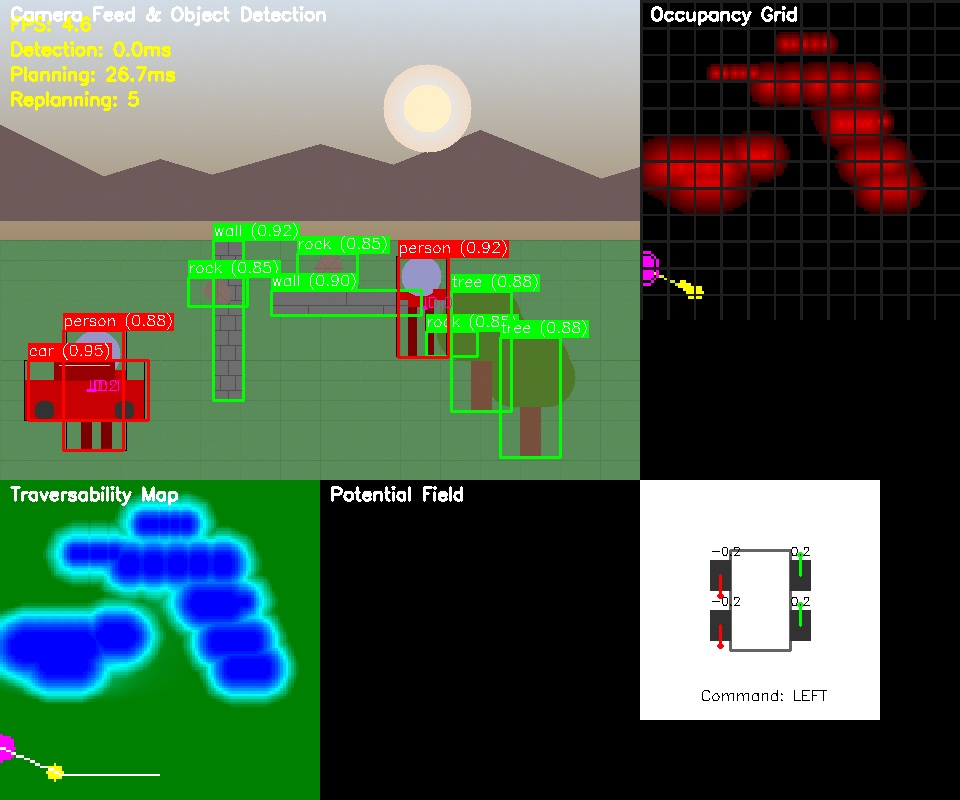 Camera Feed & Object Detection
FPS: 4.6
Detection: 0.0ms
Planning: 26.7ms
Replanning: 5
Occupancy Grid
wall (0.92)
rock (0.85)
person (0.92)
rock (0.85)
wall (0.90)
tree (0.88)
rock (0.85)
tree (0.88)
person (0.88)
car (0.95)
Traversability Map
Potential Field
-0.2 0.2
-0.2 0.2
Command: LEFT